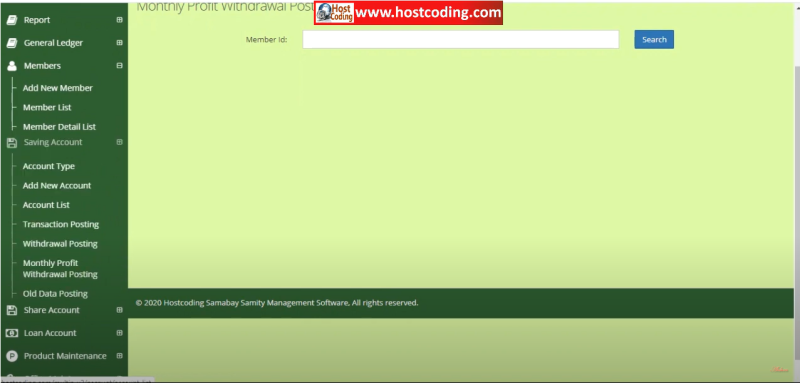 Monthly Profit Withdrawal Post
Host
Coding
www.hostcoding.com
Report
General Ledger
Members
Add New Member
Member List
Member Detail List
Saving Account
Account Type
Add New Account
Account List
Transaction Posting
Withdrawal Posting
Monthly Profit
Withdrawal Posting
Old Data Posting
Share Account
Loan Account
Product Maintenance
Member Id:
Search
© 2020 Hostcoding Samabay Samity Management Software, All rights reserved.